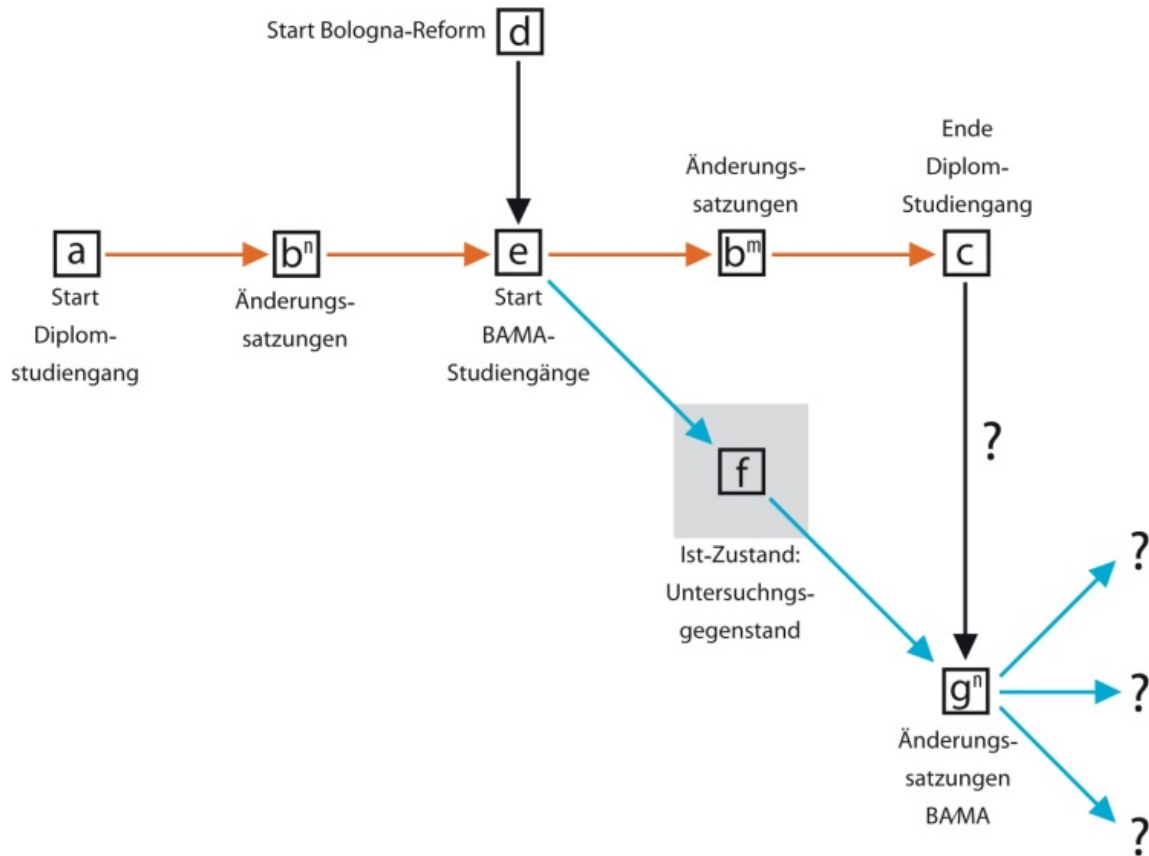 Start Bologna-Reform d
Ende
Änderungs-
Diplom-
satzungen
Studiengang
a
bⁿ
e
bᵐ
c
Start
Diplom-
studiengang
Änderungs-
satzungen
Start
BA/MA-
Studiengänge
?
f
Ist-Zustand:
Untersuchngs-
gegenstand
?
gⁿ
?
Änderungs-
satzungen
BA/MA
?